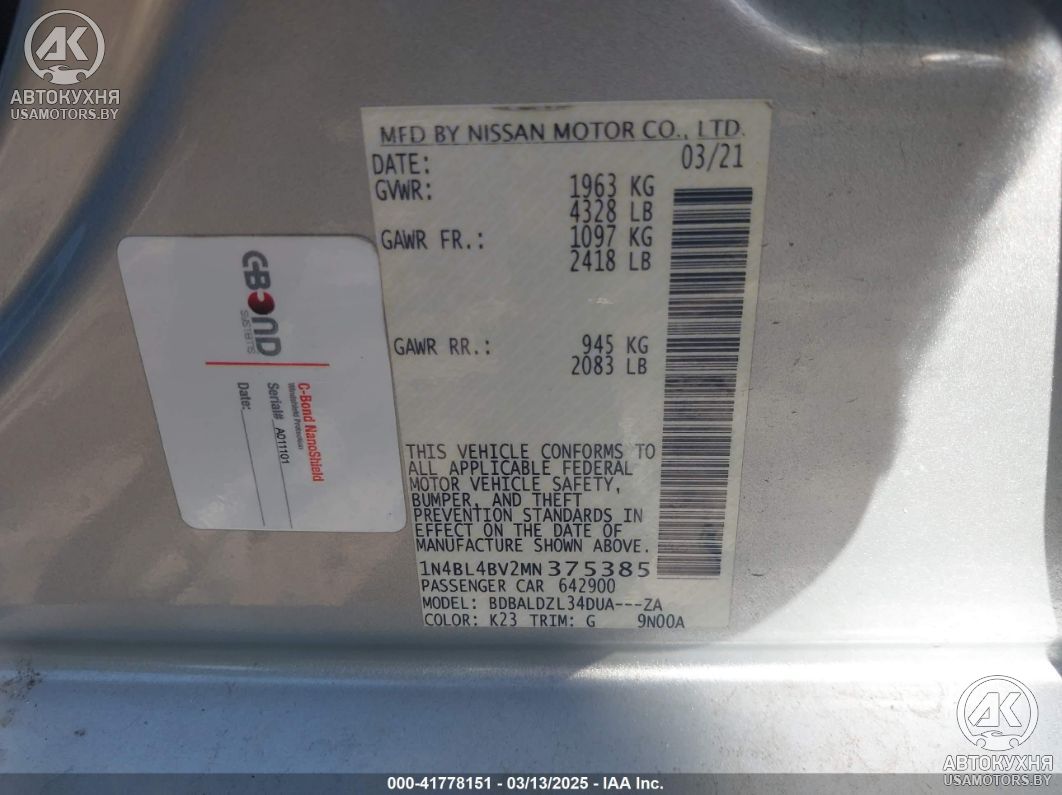 АВТОКУХНЯ
USAMOTORS.BY
MFD BY NISSAN MOTOR CO., LTD.
DATE: 03/21
GVWR: 1963 KG
4328 LB
GAWR FR.: 1097 KG
2418 LB
GAWR RR.: 945 KG
2083 LB
THIS VEHICLE CONFORMS TO
ALL APPLICABLE FEDERAL
MOTOR VEHICLE SAFETY,
BUMPER, AND THEFT
PREVENTION STANDARDS IN
EFFECT ON THE DATE OF
MANUFACTURE SHOWN ABOVE.
1N4BL4BV2MN375385
PASSENGER CAR 642900
MODEL: BDBALDZL34DUA---ZA
COLOR: K23 TRIM: G 9N00A
C-BOND
SYSTEMS
C-Bond NanoShield
Windshield Protection
Serial# A011101
Date:
АВТОКУХНЯ
USAMOTORS.BY
000-41778151 - 03/13/2025 - IAA Inc.